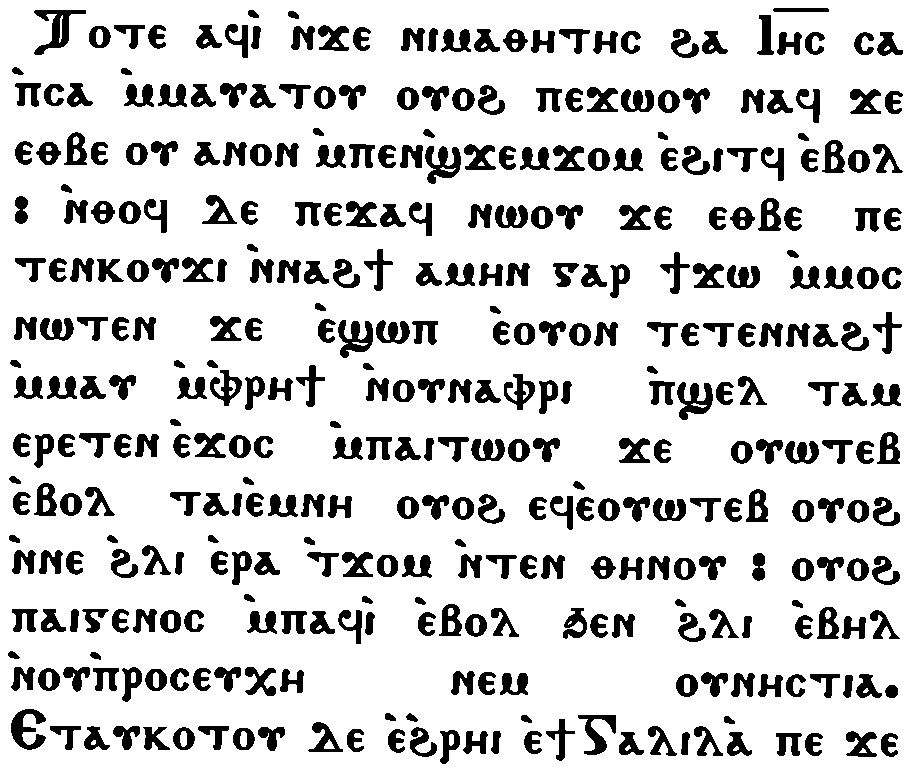 Ⲧⲟⲧⲉ ⲁϥⲓ̀ ⲛ̀ϫⲉ ⲛⲓⲙⲁⲑⲏⲧⲏⲥ ϩⲁ Ⲓⲏ̅ⲥ̅ ⲥⲁ
ⲡ̀ⲥⲁ ⲙ̀ⲙⲁⲩⲁⲧⲟⲩ ⲟⲩⲟϩ ⲡⲉϫⲱⲟⲩ ⲛⲁϥ ϫⲉ
ⲉⲑⲃⲉ ⲟⲩ ⲁⲛⲟⲛ ⲙ̀ⲡⲉⲛϣ̀ϫⲉⲙϫⲟⲙ ⲉ̀ϩⲓⲧϥ ⲉ̀ⲃⲟⲗ
: ⲛ̀ⲑⲟϥ ⲇⲉ ⲡⲉϫⲁϥ ⲛⲱⲟⲩ ϫⲉ ⲉⲑⲃⲉ ⲡⲉ
ⲧⲉⲛⲕⲟⲩϫⲓ ⲛ̀ⲛⲁϩϯ ⲁⲙⲏⲛ ⲅⲁⲣ ϯϫⲱ ⲙ̀ⲙⲟⲥ
ⲛⲱⲧⲉⲛ ϫⲉ ⲉ̀ϣⲱⲡ ⲉ̀ⲟⲩⲟⲛ ⲧⲉⲧⲉⲛⲛⲁϩϯ
ⲙ̀ⲙⲁⲩ ⲙ̀ⲫ̀ⲣⲏϯ ⲛ̀ⲟⲩⲛⲁⲫⲣⲓ ⲡ̀ϣⲉⲗ ⲧⲁⲙ
ⲉⲣⲉⲧⲉⲛ ⲉ̀ϫⲟⲥ ⲙ̀ⲡⲁⲓⲧⲱⲟⲩ ϫⲉ ⲟⲩⲱⲧⲉⲃ
ⲉ̀ⲃⲟⲗ ⲧⲁⲓⲉ̀ⲙⲛⲏ ⲟⲩⲟϩ ⲉϥⲉ̀ⲟⲩⲱⲧⲉⲃ ⲟⲩⲟϩ
ⲛ̀ⲛⲉ ϩ̀ⲗⲓ ⲉ̀ⲣⲁ ⲧ̀ϫⲟⲙ ⲛ̀ⲧⲉⲛ ⲑⲏⲛⲟⲩ : ⲟⲩⲟϩ
ⲡⲁⲓⲅⲉⲛⲟⲥ ⲙ̀ⲡⲁϥⲓ̀ ⲉ̀ⲃⲟⲗ ϧⲉⲛ ϩ̀ⲗⲓ ⲉ̀ⲃⲏⲗ
ⲛ̀ⲟⲩⲡ̀ⲣⲟⲥⲉⲩⲭⲏ ⲛⲉⲙ ⲟⲩⲛⲏⲥⲧⲓⲁ.
Ⲉⲧⲁⲩⲕⲟⲧⲟⲩ ⲇⲉ ⲉ̀ϩ̀ⲣⲏⲓ ⲉ̀ϯⲄⲁⲗⲓⲗⲁ̀ ⲡⲉ ϫⲉ